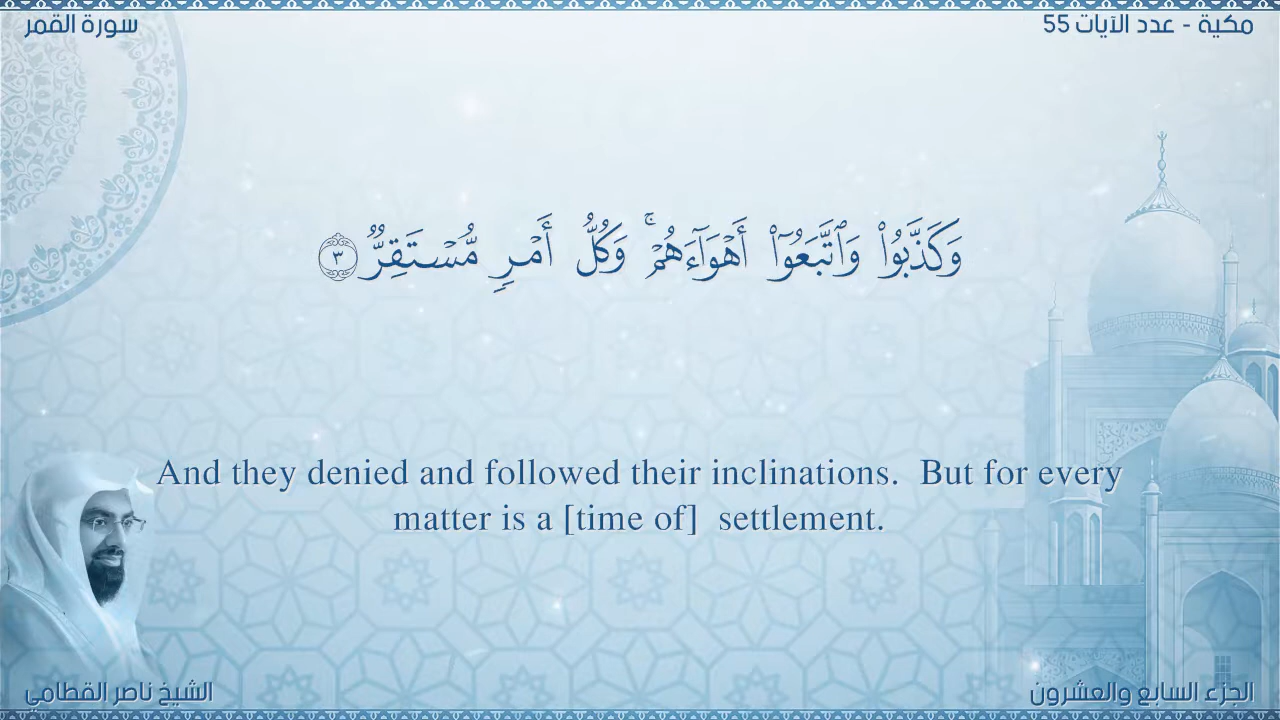 سورة القمر
مكية - عدد الآيات 55
وَكَذَّبُوا۟ وَٱتَّبَعُوٓا۟ أَهْوَآءَهُمْ ۚ وَكُلُّ أَمْرٍ مُّسْتَقِرٌّ ٣
And they denied and followed their inclinations. But for every
matter is a [time of] settlement.
الشيخ ناصر القطامي
الجزء السابع والعشرون